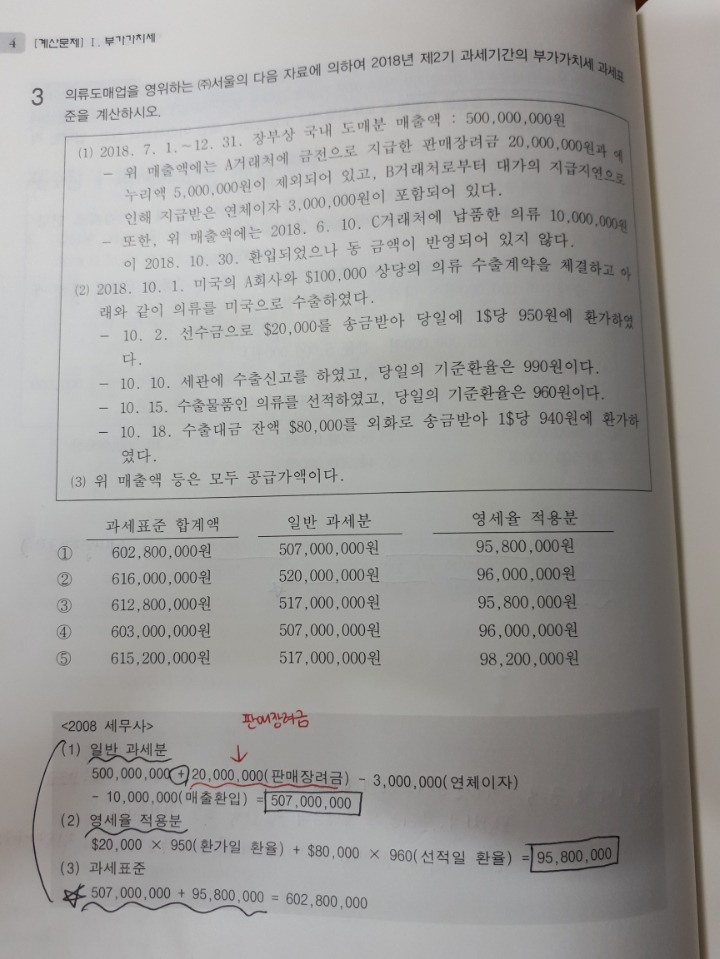 4 [계산문제] Ⅰ. 부가가치세
3 의류도매업을 영위하는 ㈜서울의 다음 자료에 의하여 2018년 제2기 과세기간의 부가가치세 과세표
준을 계산하시오.
(1) 2018. 7. 1.~12. 31. 장부상 국내 도매분 매출액 : 500,000,000원
- 위 매출액에는 A거래처에 금전으로 지급한 판매장려금 20,000,000원과 에
누리액 5,000,000원이 제외되어 있고, B거래처로부터 대가의 지급지연으로
인해 지급받은 연체이자 3,000,000원이 포함되어 있다.
- 또한, 위 매출액에는 2018. 6. 10. C거래처에 납품한 의류 10,000,000원
이 2018. 10. 30. 환입되었으나 동 금액이 반영되어 있지 않다.
(2) 2018. 10. 1. 미국의 A회사와 $100,000 상당의 의류 수출계약을 체결하고 아
래와 같이 의류를 미국으로 수출하였다.
- 10. 2. 선수금으로 $20,000를 송금받아 당일에 1$당 950원에 환가하였
다.
- 10. 10. 세관에 수출신고를 하였고, 당일의 기준환율은 990원이다.
- 10. 15. 수출물품인 의류를 선적하였고, 당일의 기준환율은 960원이다.
- 10. 18. 수출대금 잔액 $80,000를 외화로 송금받아 1$당 940원에 환가하
였다.
(3) 위 매출액 등은 모두 공급가액이다.
과세표준 합계액 일반 과세분 영세율 적용분
① 602,800,000원 507,000,000원 95,800,000원
② 616,000,000원 520,000,000원 96,000,000원
③ 612,800,000원 517,000,000원 95,800,000원
④ 603,000,000원 507,000,000원 96,000,000원
⑤ 615,200,000원 517,000,000원 98,200,000원
<2008 세무사>
판매장려금
(1) 일반 과세분
500,000,000 + 20,000,000(판매장려금) - 3,000,000(연체이자)
- 10,000,000(매출환입) = 507,000,000
(2) 영세율 적용분
$20,000 × 950(환가일 환율) + $80,000 × 960(선적일 환율) = 95,800,000
(3) 과세표준
507,000,000 + 95,800,000 = 602,800,000